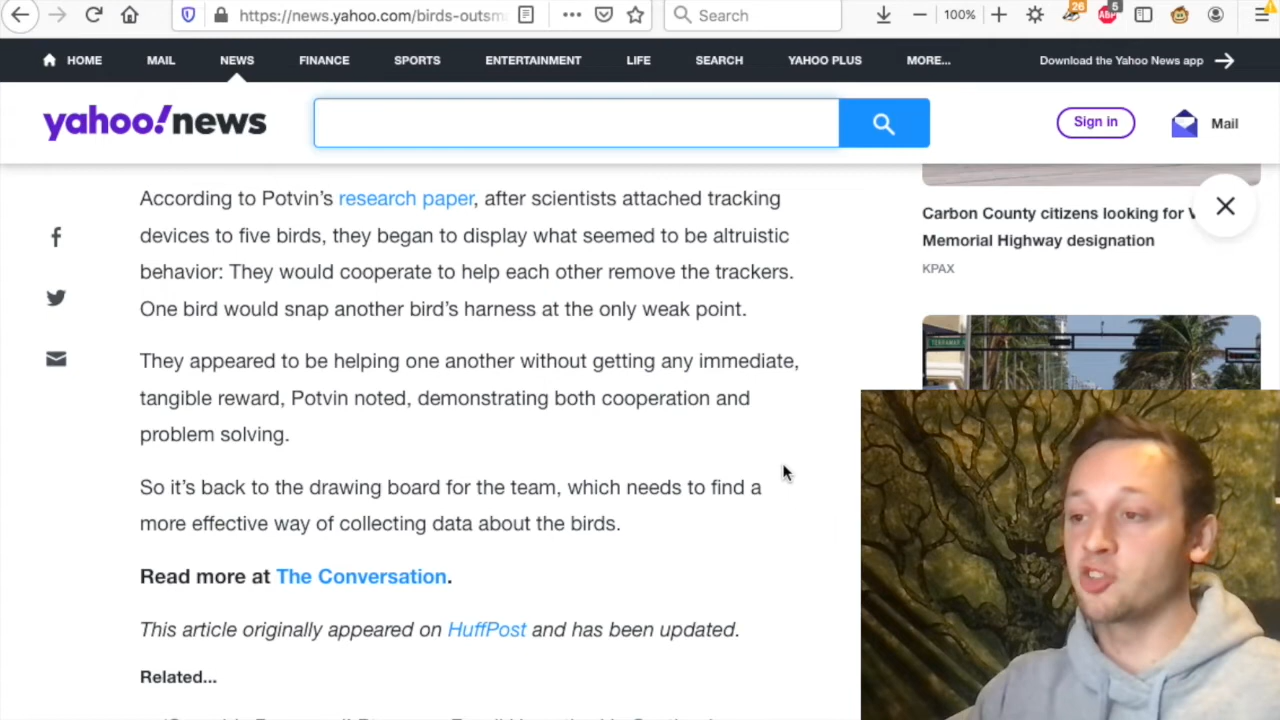 https://news.yahoo.com/birds-outsm
Search
100%
26
5
HOME
MAIL
NEWS
FINANCE
SPORTS
ENTERTAINMENT
LIFE
SEARCH
YAHOO PLUS
MORE...
Download the Yahoo News app
yahoo!news
Sign in
Mail
According to Potvin's research paper, after scientists attached tracking
devices to five birds, they began to display what seemed to be altruistic
behavior: They would cooperate to help each other remove the trackers.
One bird would snap another bird's harness at the only weak point.
They appeared to be helping one another without getting any immediate,
tangible reward, Potvin noted, demonstrating both cooperation and
problem solving.
So it's back to the drawing board for the team, which needs to find a
more effective way of collecting data about the birds.
Read more at The Conversation.
This article originally appeared on HuffPost and has been updated.
Related...
Carbon County citizens looking for V
Memorial Highway designation
KPAX
ABP